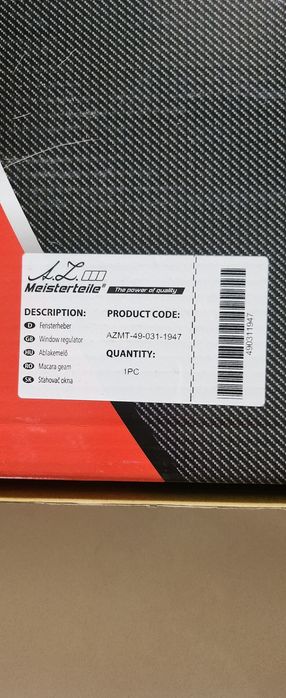 A.Z.
Meisterteile® The power of quality
DESCRIPTION:
D Fensterheber
GB Window regulator
HU Ablakemelő
RO Macara geam
SK Sťahovač okna
PRODUCT CODE:
AZMT-49-031-1947
QUANTITY:
1PC
490311947